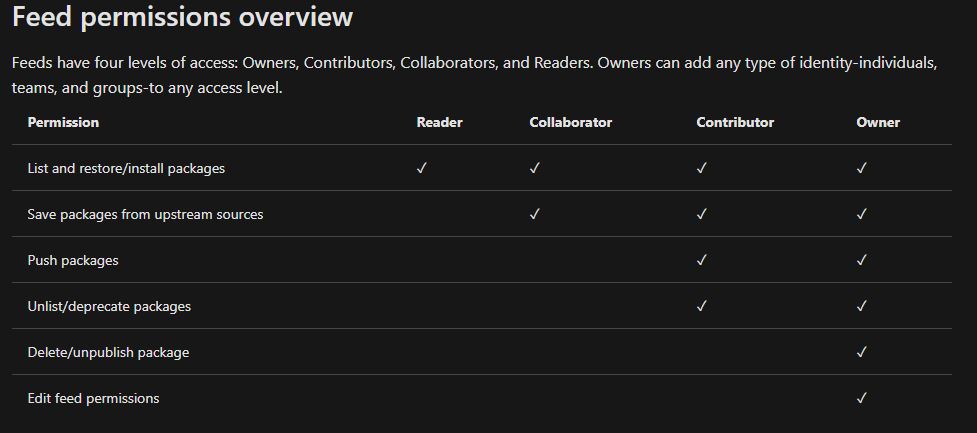 Feed permissions overview
Feeds have four levels of access: Owners, Contributors, Collaborators, and Readers. Owners can add any type of identity-individuals,
teams, and groups-to any access level.
Permission Reader Collaborator Contributor Owner
List and restore/install packages ✓ ✓ ✓ ✓
Save packages from upstream sources ✓ ✓ ✓
Push packages ✓ ✓
Unlist/deprecate packages ✓ ✓
Delete/unpublish package ✓
Edit feed permissions ✓